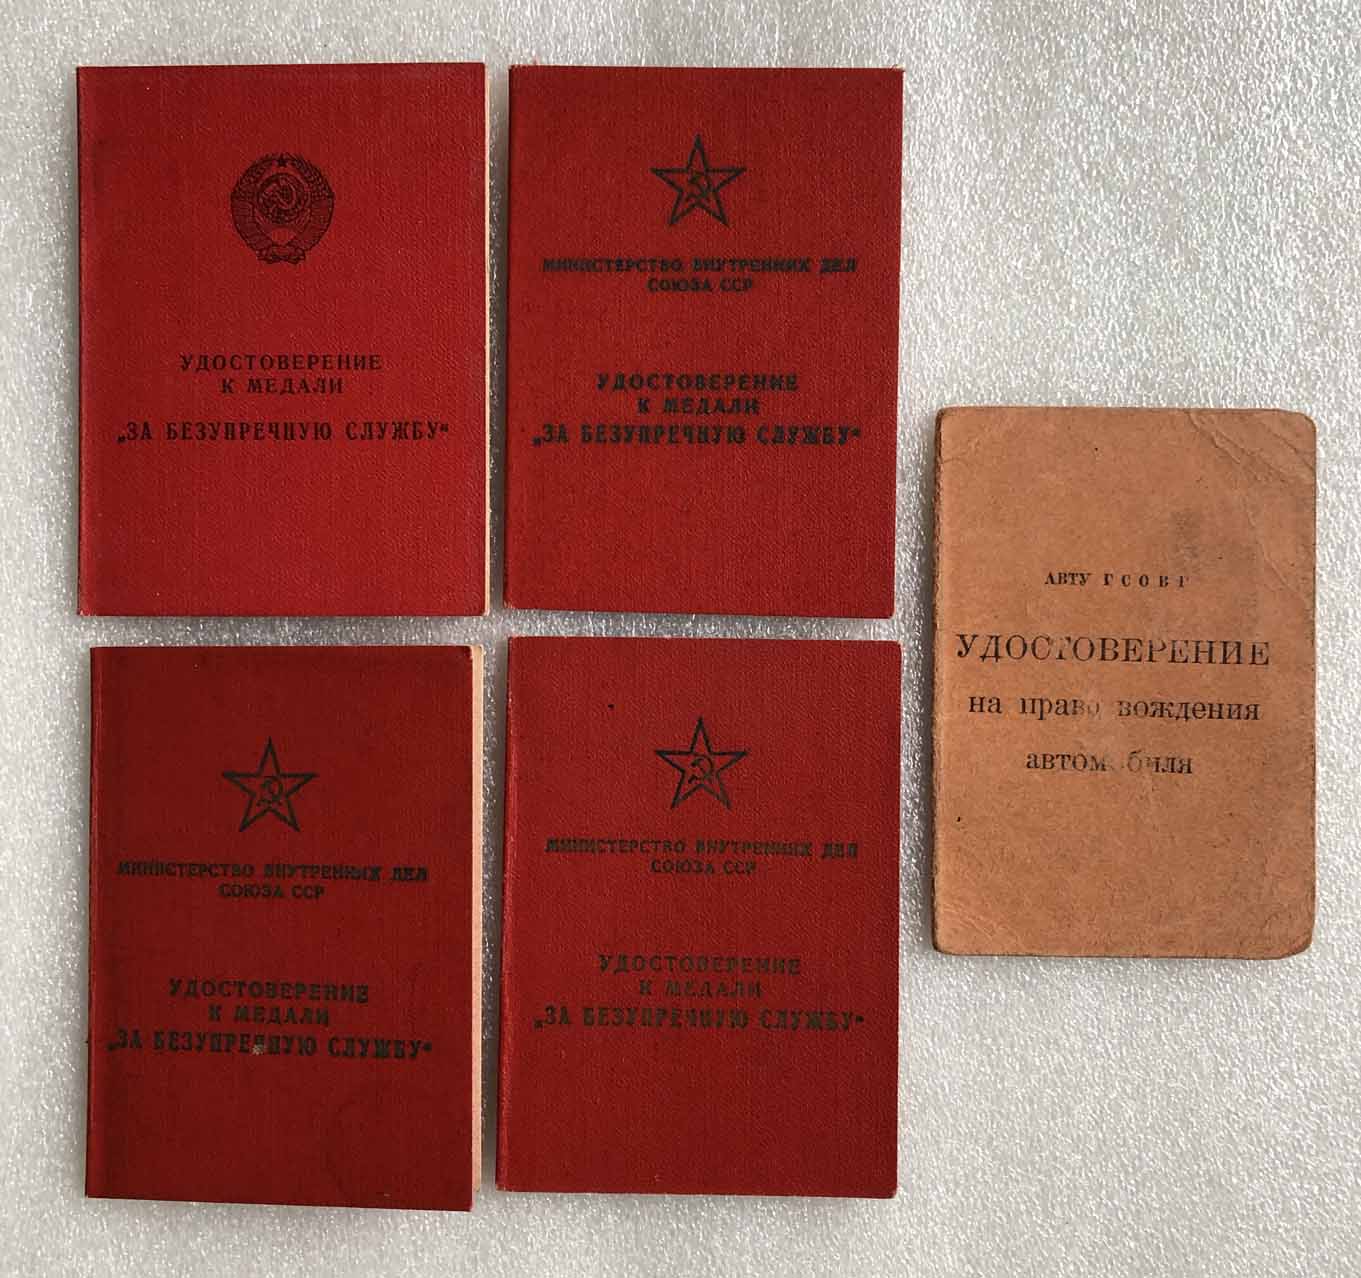 УДОСТОВЕРЕНИЕ
К МЕДАЛИ
„ЗА БЕЗУПРЕЧНУЮ СЛУЖБУ“
МИНИСТЕРСТВО ВНУТРЕННИХ ДЕЛ
СОЮЗА ССР
УДОСТОВЕРЕНИЕ
К МЕДАЛИ
„ЗА БЕЗУПРЕЧНУЮ СЛУЖБУ“
МИНИСТЕРСТВО ВНУТРЕННИХ ДЕЛ
СОЮЗА ССР
УДОСТОВЕРЕНИЕ
К МЕДАЛИ
„ЗА БЕЗУПРЕЧНУЮ СЛУЖБУ“
МИНИСТЕРСТВО ВНУТРЕННИХ ДЕЛ
СОЮЗА ССР
УДОСТОВЕРЕНИЕ
К МЕДАЛИ
„ЗА БЕЗУПРЕЧНУЮ СЛУЖБУ“
АВТУ ГСОВГ
УДОСТОВЕРЕНИЕ
на право вождения
автомобиля